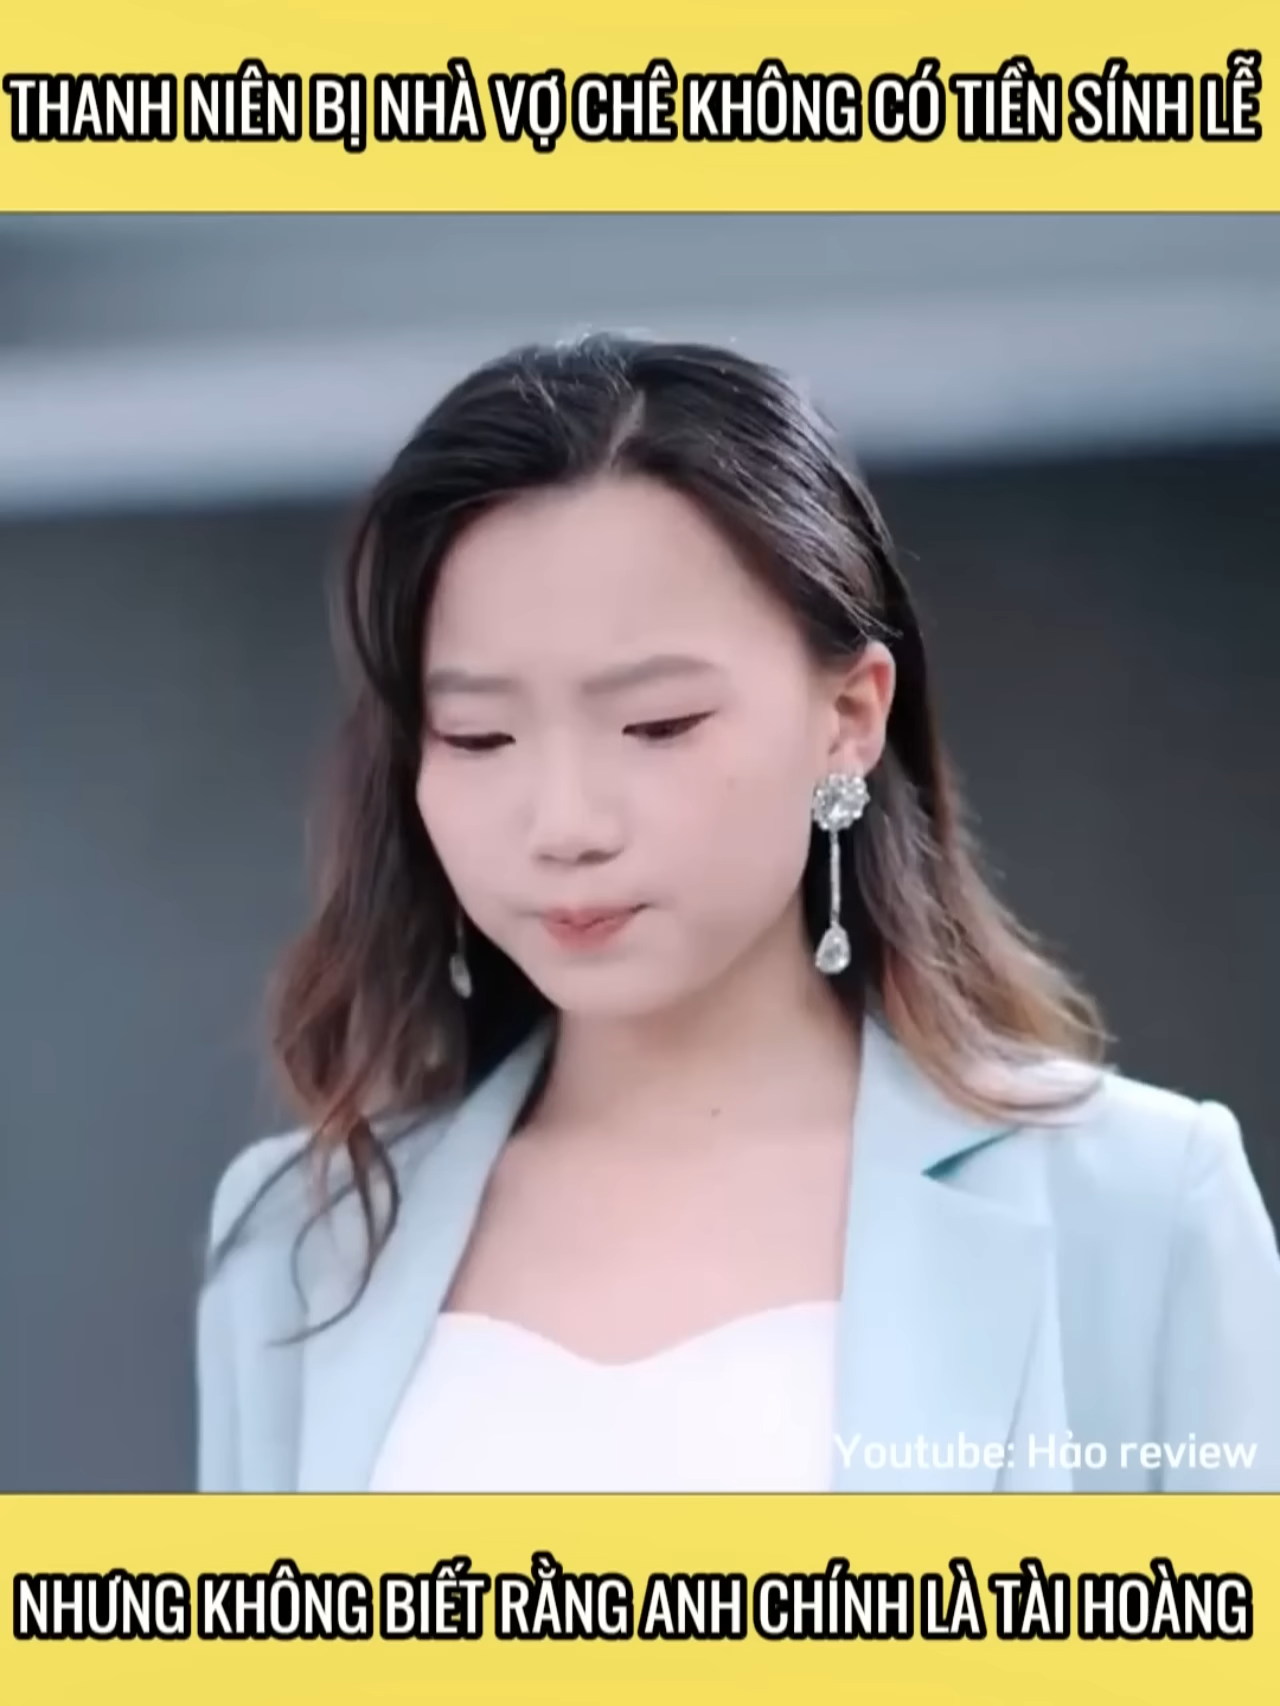 THANH NIÊN BỊ NHÀ VỢ CHÊ KHÔNG CÓ TIỀN SÍNH LỄ
Youtube: Hảo review
NHƯNG KHÔNG BIẾT RẰNG ANH CHÍNH LÀ TÀI HOÀNG